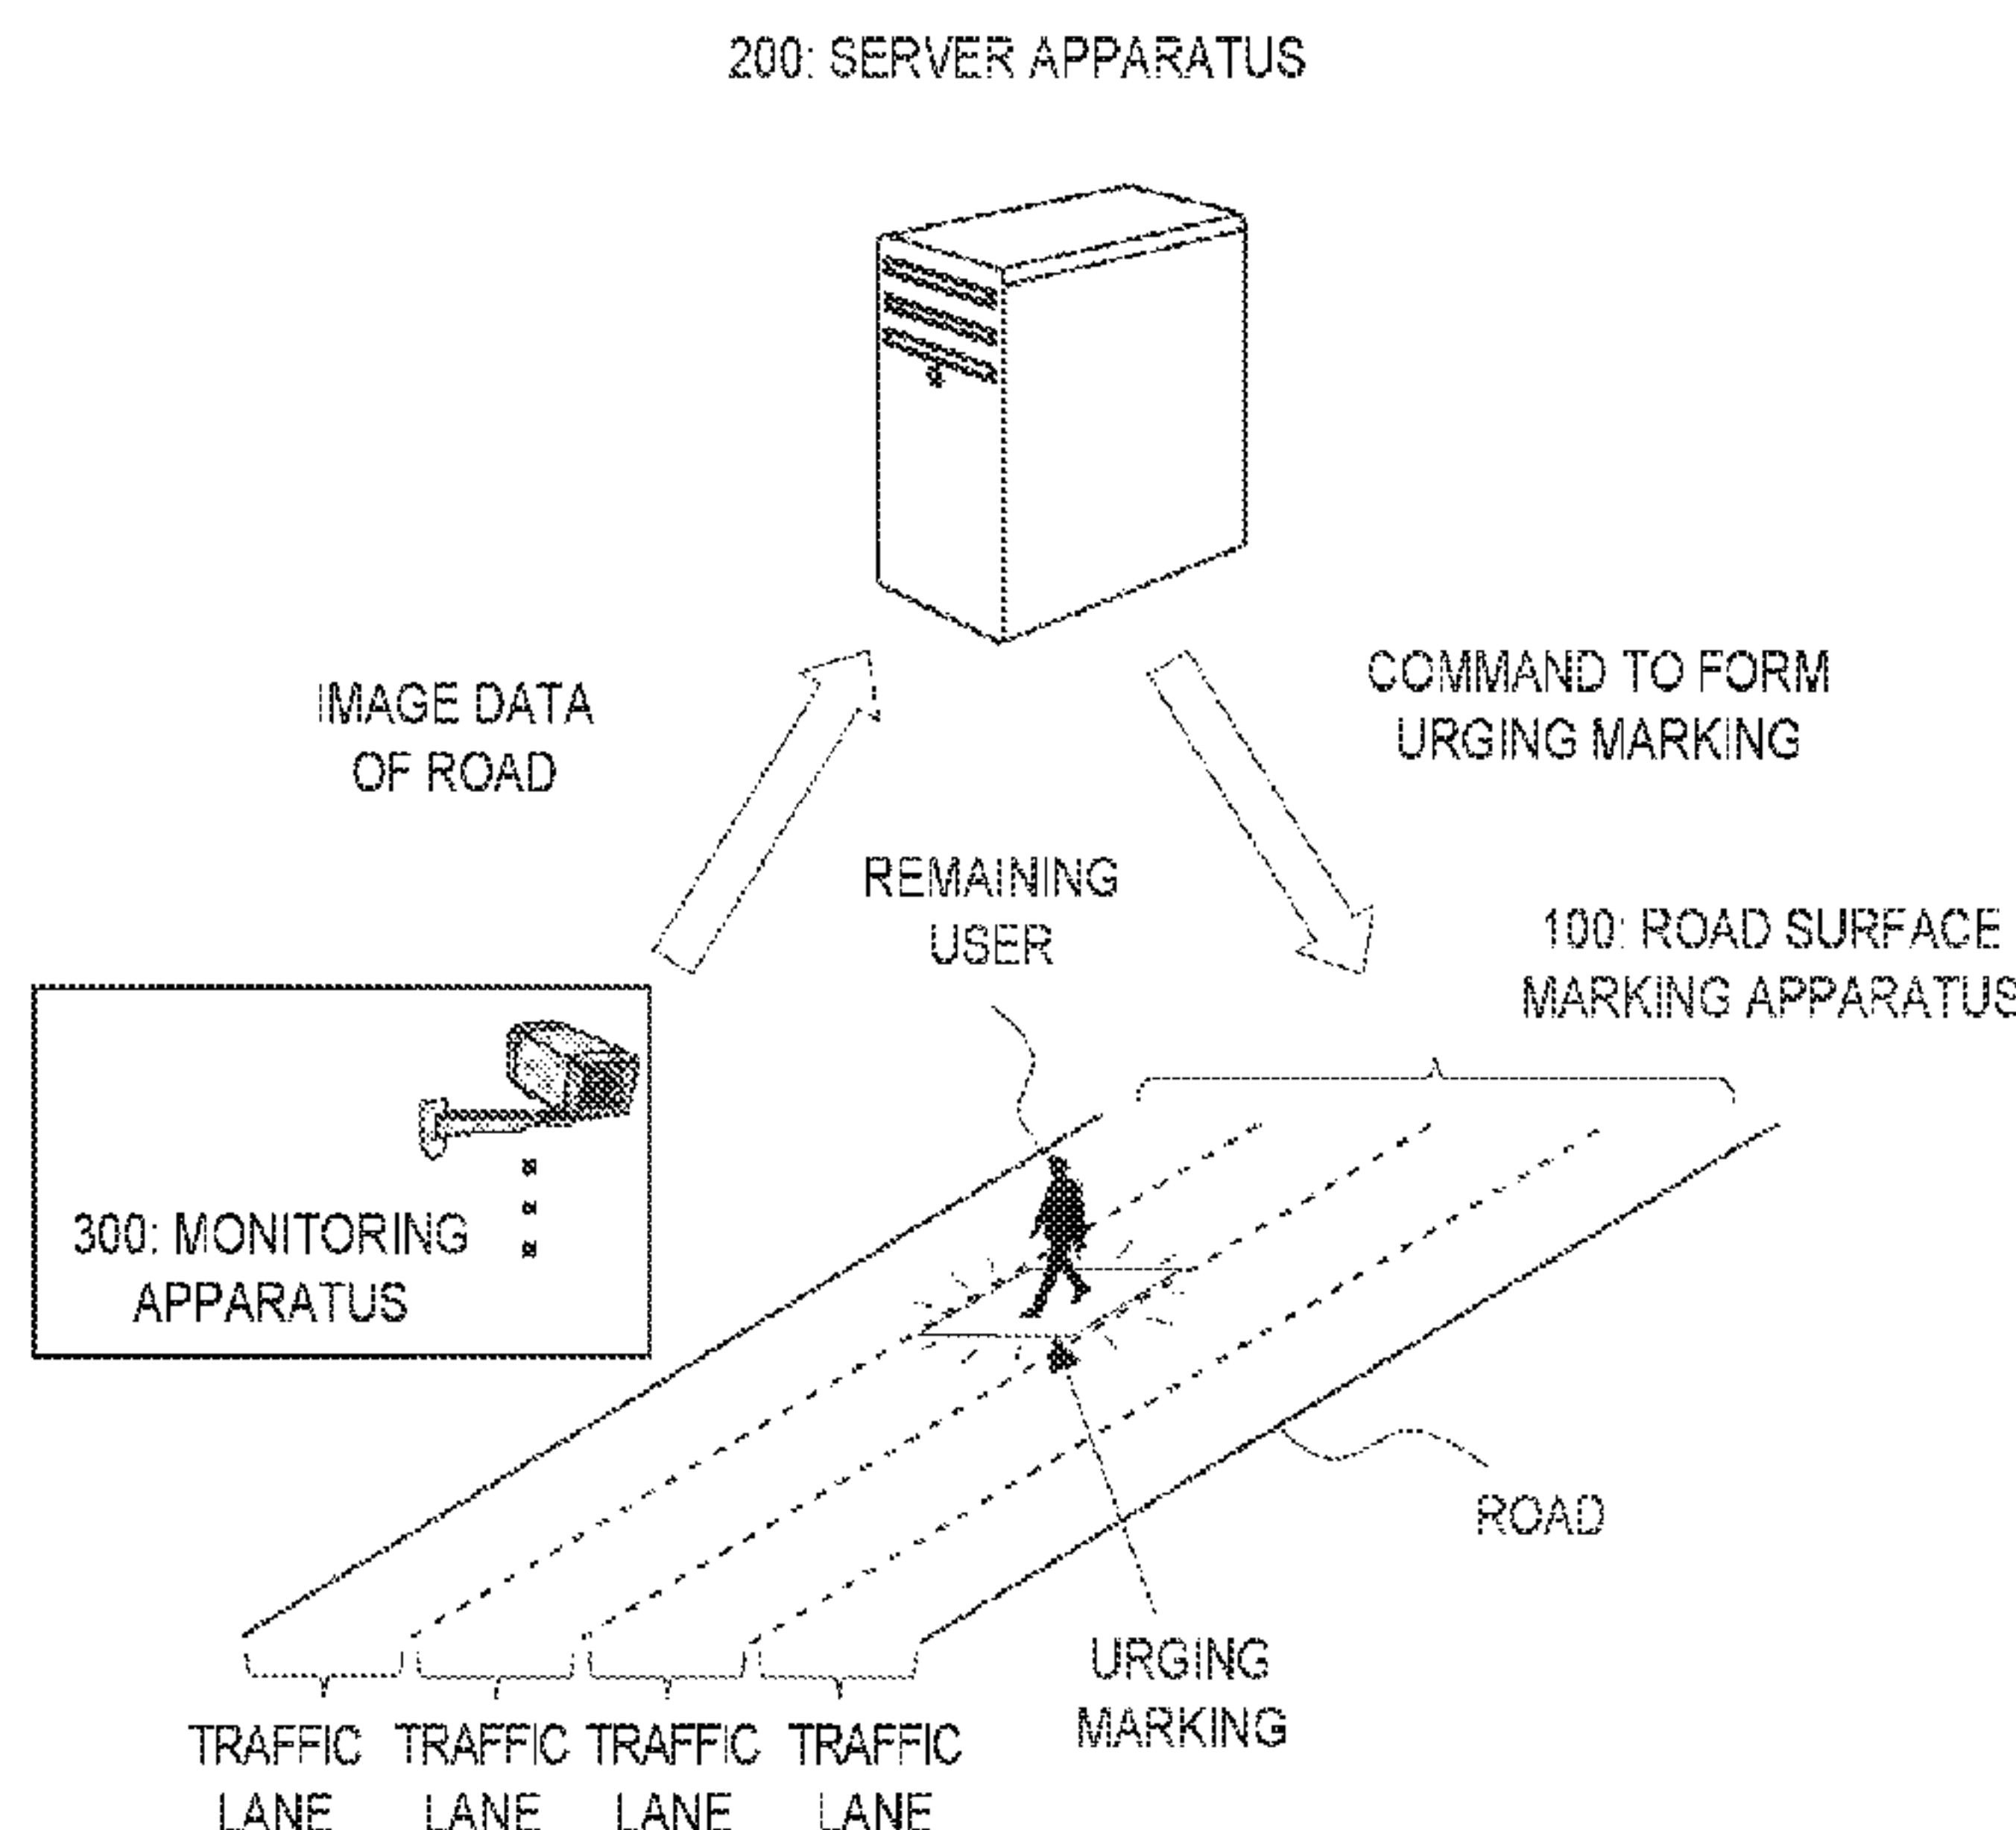 200: SERVER APPARATUS
IMAGE DATA
OF ROAD
COMMAND TO FORM
URGING MARKING
REMAINING
USER
100: ROAD SURFACE
MARKING APPARATUS
300: MONITORING
APPARATUS
ROAD
URGING
MARKING
TRAFFIC
LANE
TRAFFIC
LANE
TRAFFIC
LANE
TRAFFIC
LANE